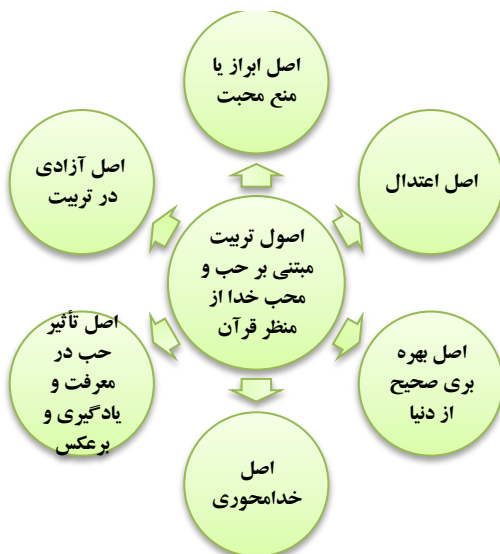 اصل ابراز یا
منع محبت
اصل اعتدال
اصل بهره
بری صحیح
از دنیا
اصل
خدامحوری
اصل تأثیر
حب در
معرفت و
یادگیری و
برعکس
اصل آزادی
در تربیت
اصول تربیت
مبتنی بر حب و
محب خدا از
منظر قرآن